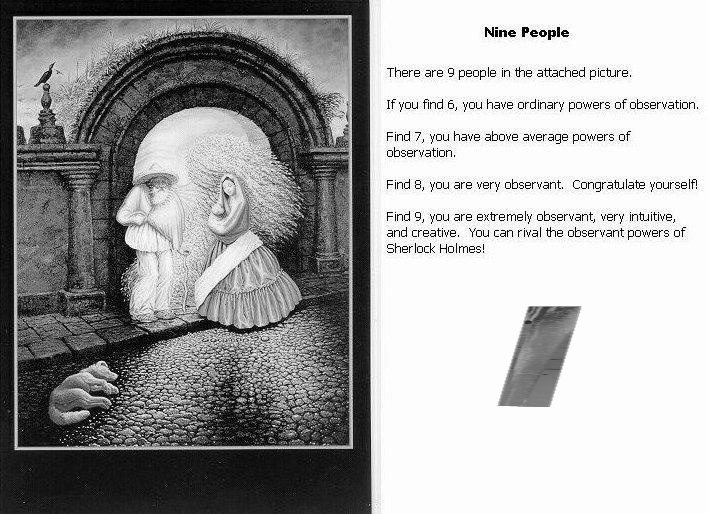 Nine People
There are 9 people in the attached picture.
If you find 6, you have ordinary powers of observation.
Find 7, you have above average powers of
observation.
Find 8, you are very observant.  Congratulate yourself!
Find 9, you are extremely observant, very intuitive,
and creative.  You can rival the observant powers of
Sherlock Holmes!